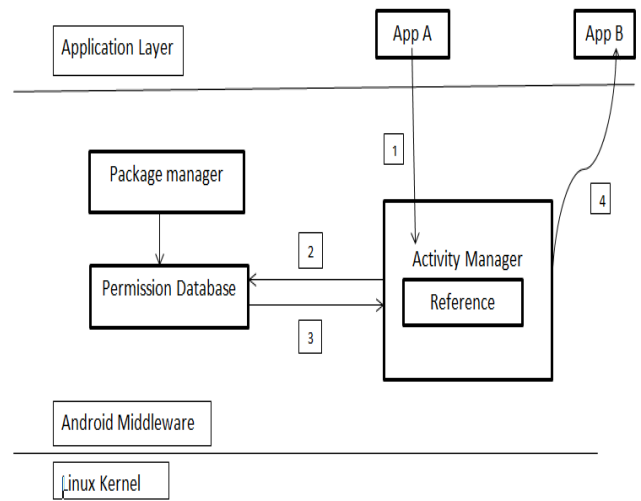 Application Layer
App A
App B
1
Package manager
4
2
Activity Manager
Permission Database
Reference
3
Android Middleware
Linux Kernel